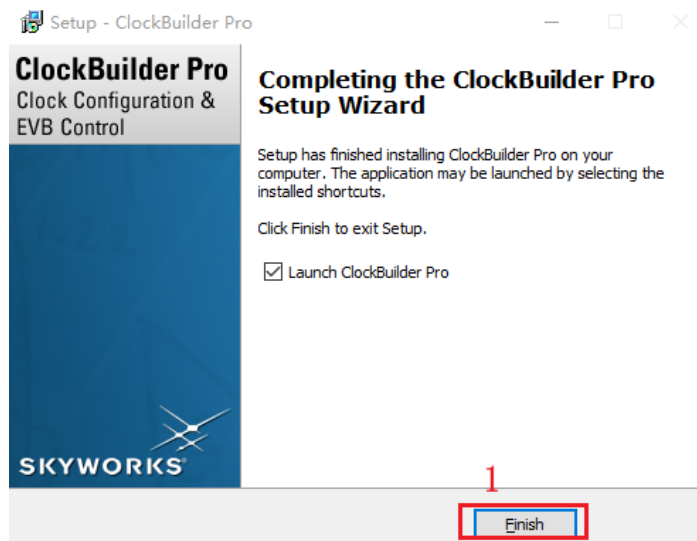 Setup - ClockBuilder Pro
ClockBuilder Pro
Clock Configuration &
EVB Control
Completing the ClockBuilder Pro
Setup Wizard
Setup has finished installing ClockBuilder Pro on your
computer. The application may be launched by selecting the
installed shortcuts.
Click Finish to exit Setup.
Launch ClockBuilder Pro
SKYWORKS
1
Finish